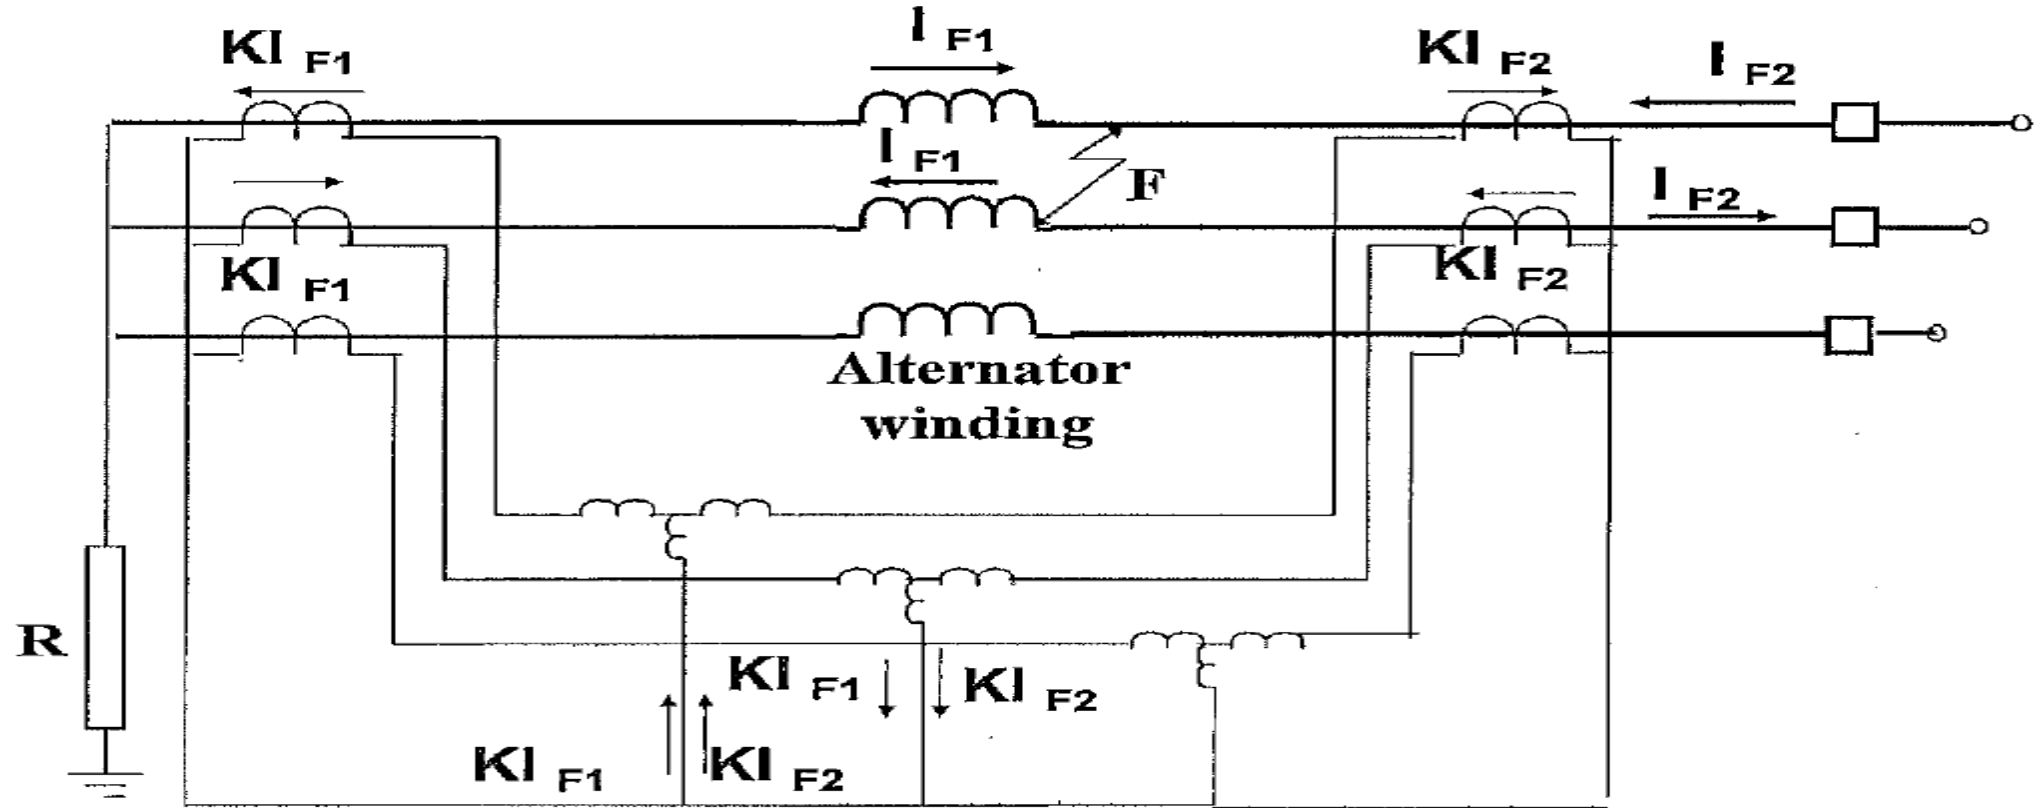 I F1
KI F1
KI F2
I F2
I F1
F
I F2
KI F1
KI F2
Alternator
winding
R
KI F1
KI F2
KI F1
KI F2